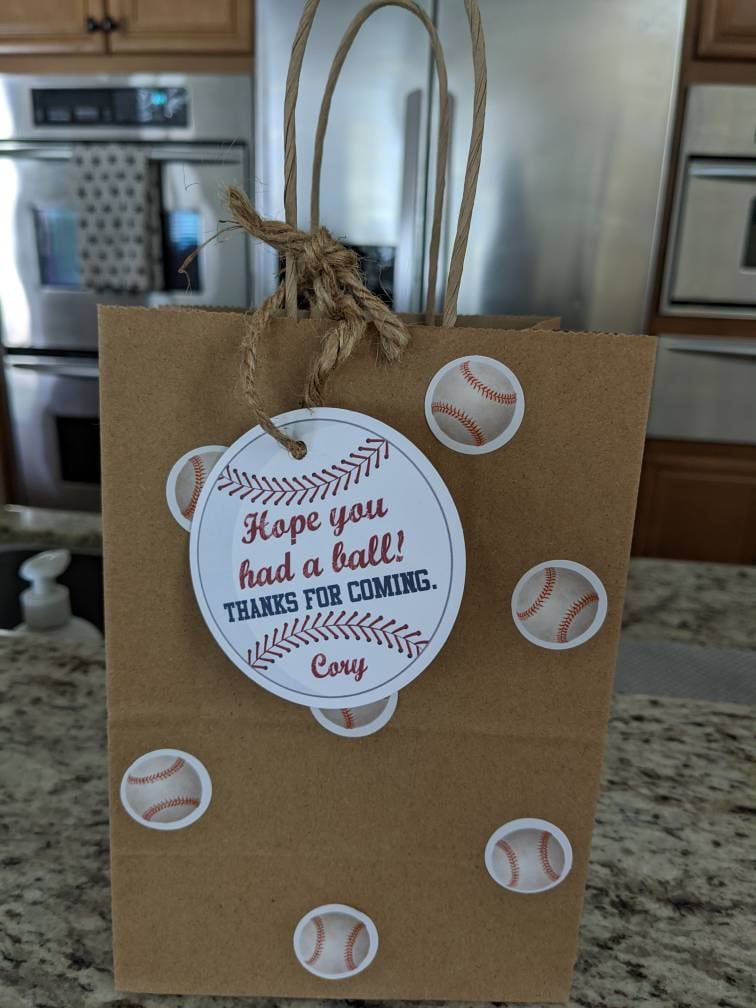 Hope you
had a ball!
THANKS FOR COMING.
Cory